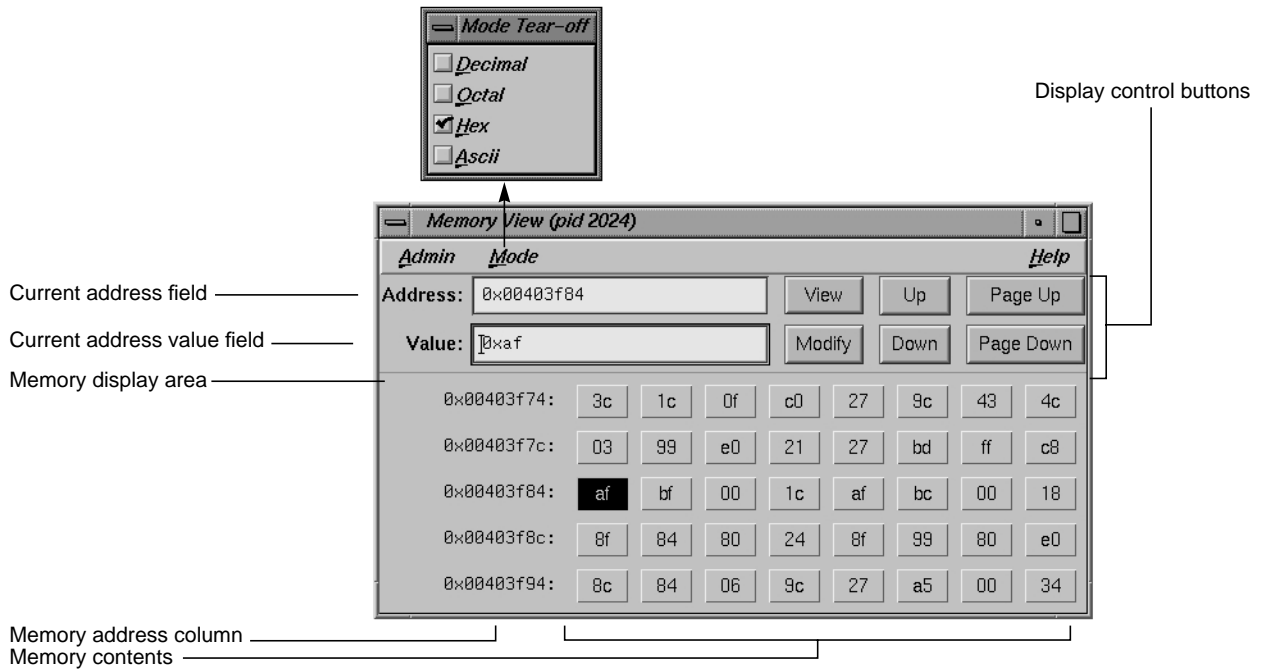 Mode Tear-off
Decimal
Octal
Hex
Ascii
Display control buttons
Memory View (pid 2024)
Admin Mode Help
Current address field
Address: 0x00403f84 View Up Page Up
Current address value field
Value: 0xaf Modify Down Page Down
Memory display area
0x00403f74: 3c 1c 0f c0 27 9c 43 4c
0x00403f7c: 03 99 e0 21 27 bd ff c8
0x00403f84: af bf 00 1c af bc 00 18
0x00403f8c: 8f 84 80 24 8f 99 80 e0
0x00403f94: 8c 84 06 9c 27 a5 00 34
Memory address column
Memory contents